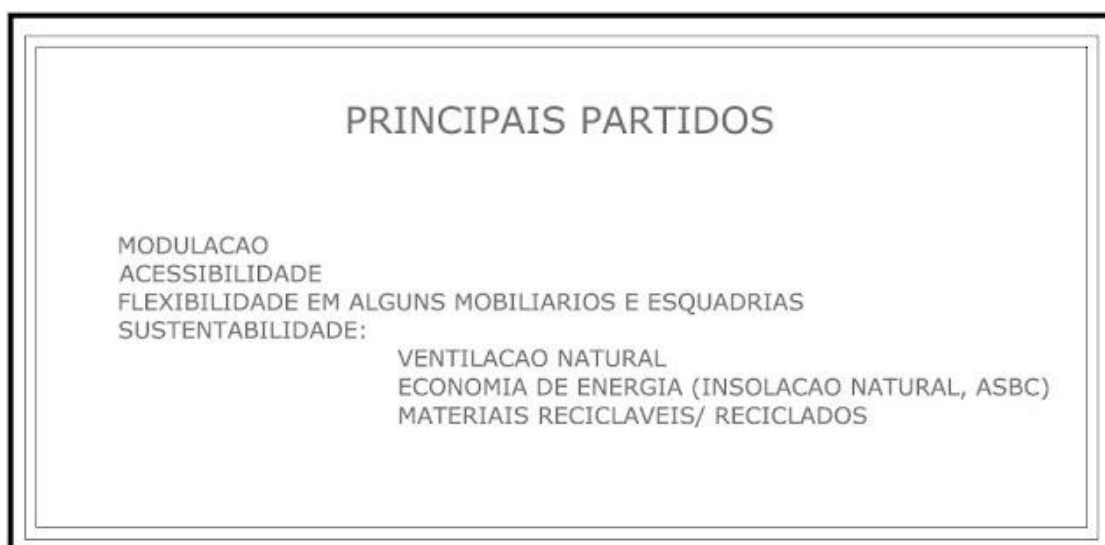 PRINCIPAIS PARTIDOS
MODULACAO
ACESSIBILIDADE
FLEXIBILIDADE EM ALGUNS MOBILIARIOS E ESQUADRIAS
SUSTENTABILIDADE:
VENTILACAO NATURAL
ECONOMIA DE ENERGIA (INSOLACAO NATURAL, ASBC)
MATERIAIS RECICLAVEIS/ RECICLADOS